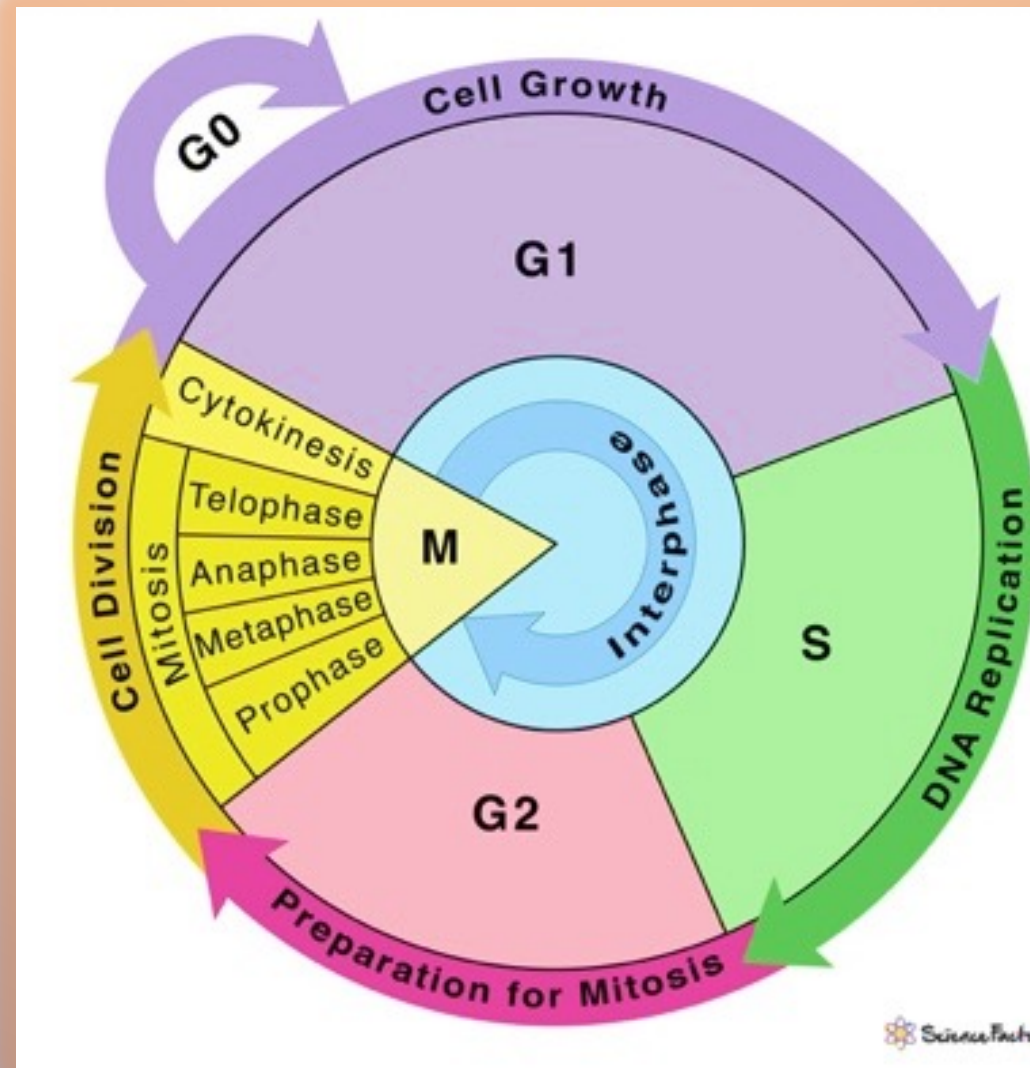 Cell Growth
G0
G1
Cytokinesis
Telophase
Anaphase
Metaphase
Prophase
Mitosis
Cell Division
M
Interphase
S
DNA Replication
G2
Preparation for Mitosis
Science